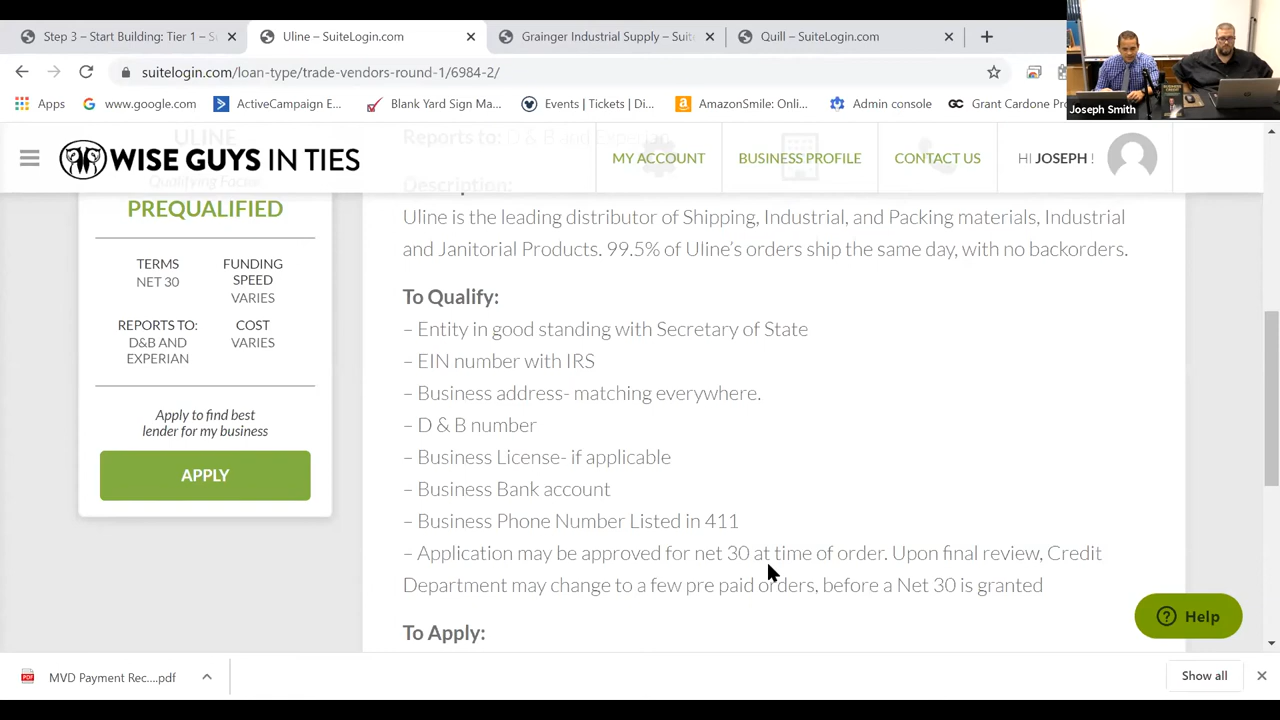 Step 3 – Start Building: Tier 1 – S
Uline – SuiteLogin.com
Grainger Industrial Supply – Suite
Quill – SuiteLogin.com
suitelogin.com/loan-type/trade-vendors-round-1/6984-2/
Apps
www.google.com
ActiveCampaign E...
Blank Yard Sign Ma...
Events | Tickets | Di...
AmazonSmile: Onli...
Admin console
GC Grant Cardone Pr
Joseph Smith
WISE GUYS IN TIES
MY ACCOUNT
BUSINESS PROFILE
CONTACT US
HI JOSEPH !
ULINE
Qualifying Factor
PREQUALIFIED
TERMS
NET 30
FUNDING
SPEED
VARIES
REPORTS TO:
D&B AND
EXPERIAN
COST
VARIES
Apply to find best
lender for my business
APPLY
Reports to: D & B and Experian
Description:
Uline is the leading distributor of Shipping, Industrial, and Packing materials, Industrial
and Janitorial Products. 99.5% of Uline's orders ship the same day, with no backorders.
To Qualify:
– Entity in good standing with Secretary of State
– EIN number with IRS
– Business address- matching everywhere.
– D & B number
– Business License- if applicable
– Business Bank account
– Business Phone Number Listed in 411
– Application may be approved for net 30 at time of order. Upon final review, Credit
Department may change to a few pre paid orders, before a Net 30 is granted
To Apply:
Help
MVD Payment Rec....pdf
Show all